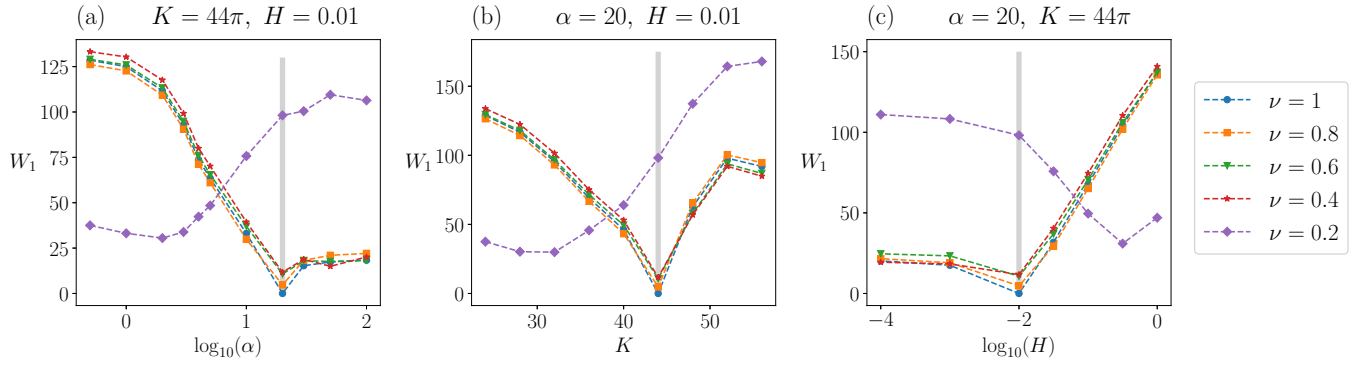 (a) K = 44π, H = 0.01
W₁
0 25 50 75 100 125
0 1 2
log₁₀(α)
(b) α = 20, H = 0.01
W₁
0 50 100 150
30 40 50
K
(c) α = 20, K = 44π
W₁
0 50 100 150
−4 −3 −2 −1 0
log₁₀(H)
ν = 1
ν = 0.8
ν = 0.6
ν = 0.4
ν = 0.2